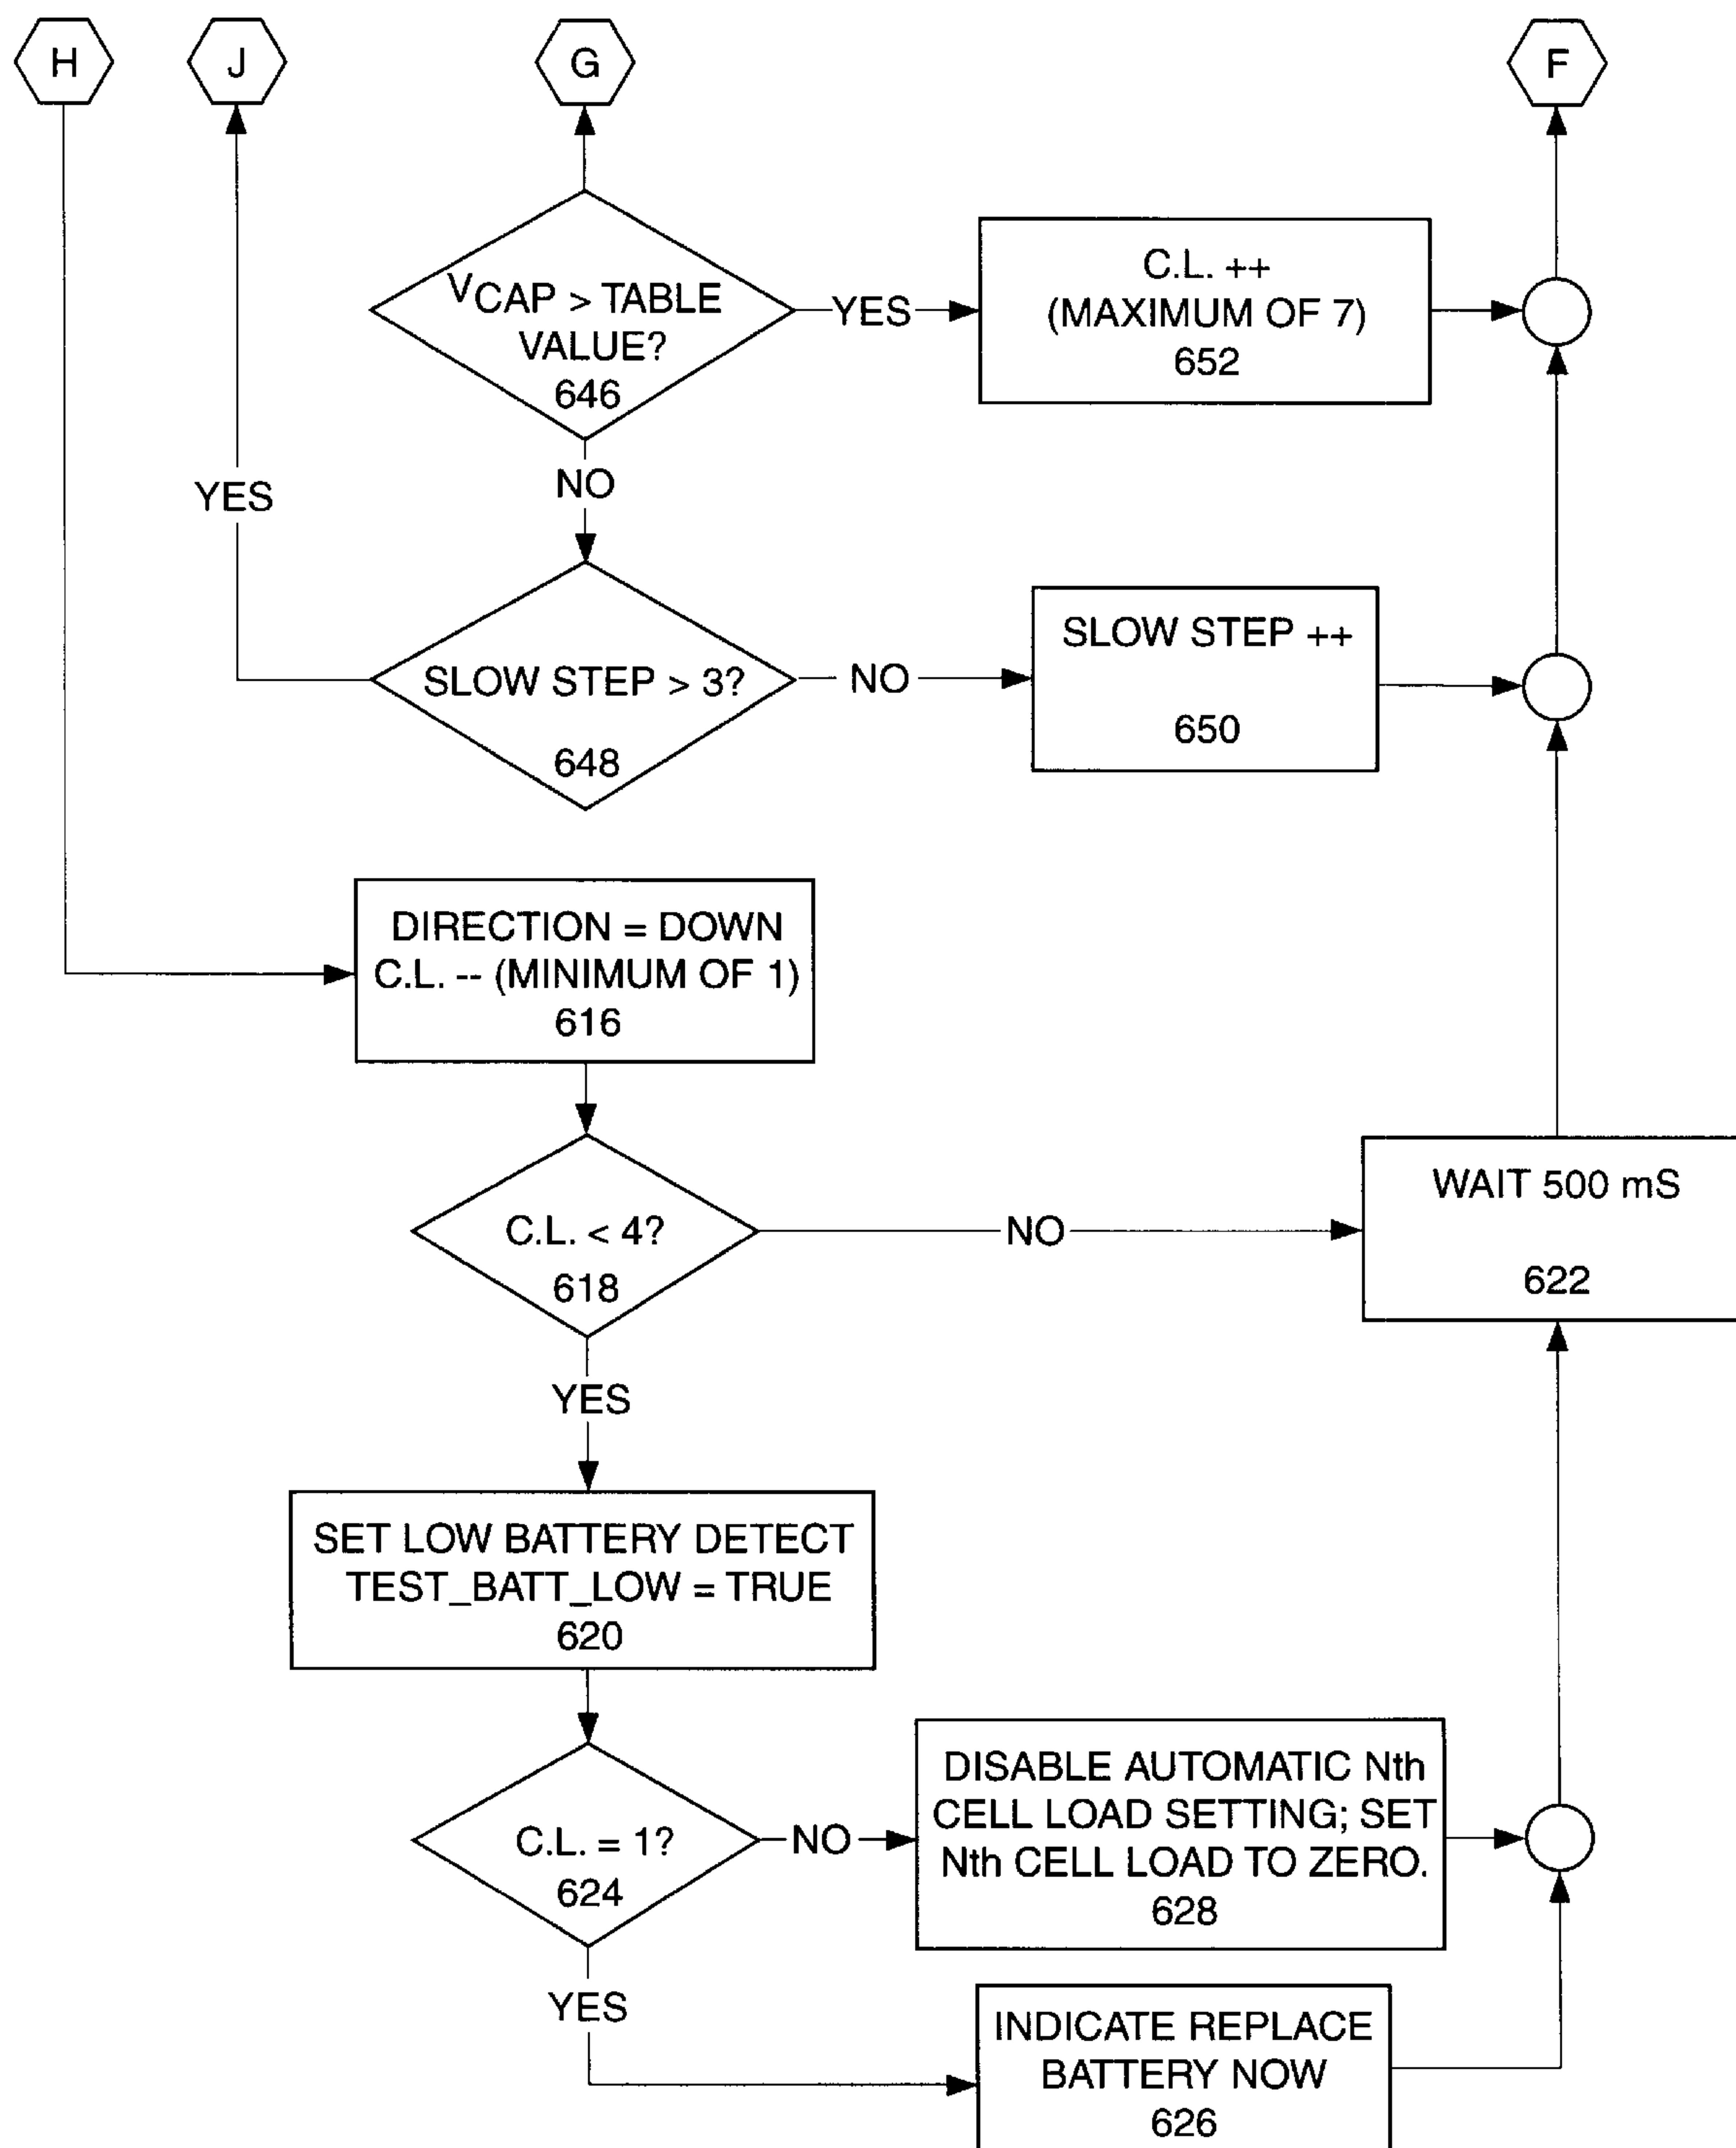 H
J
G
F
VCAP > TABLE
VALUE?
646
YES
C.L. ++
(MAXIMUM OF 7)
652
NO
YES
SLOW STEP > 3?
648
NO
SLOW STEP ++
650
DIRECTION = DOWN
C.L. -- (MINIMUM OF 1)
616
C.L. < 4?
618
NO
WAIT 500 mS
622
YES
SET LOW BATTERY DETECT
TEST_BATT_LOW = TRUE
620
C.L. = 1?
624
NO
DISABLE AUTOMATIC Nth
CELL LOAD SETTING; SET
Nth CELL LOAD TO ZERO.
628
YES
INDICATE REPLACE
BATTERY NOW
626